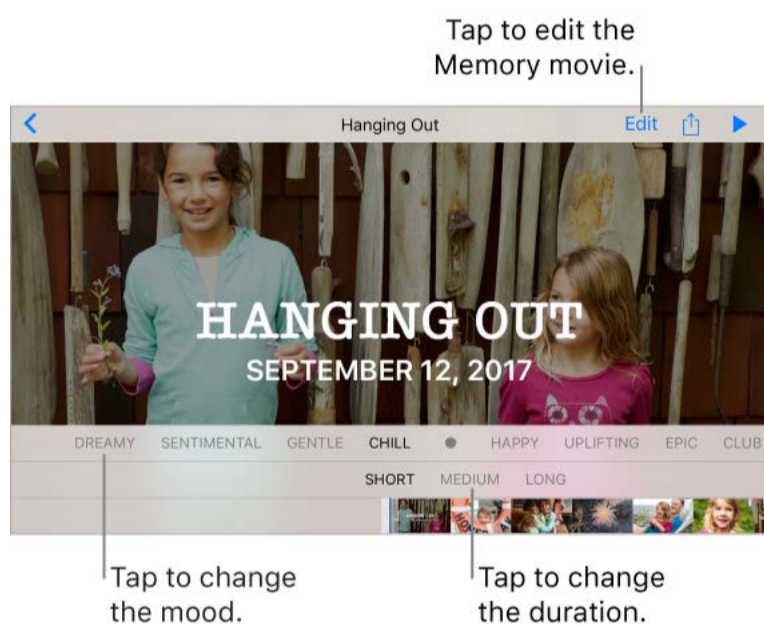 Tap to edit the
Memory movie.
Hanging Out
Edit
HANGING OUT
SEPTEMBER 12, 2017
DREAMY SENTIMENTAL GENTLE CHILL HAPPY UPLIFTING EPIC CLUB
SHORT MEDIUM LONG
Tap to change
the mood.
Tap to change
the duration.